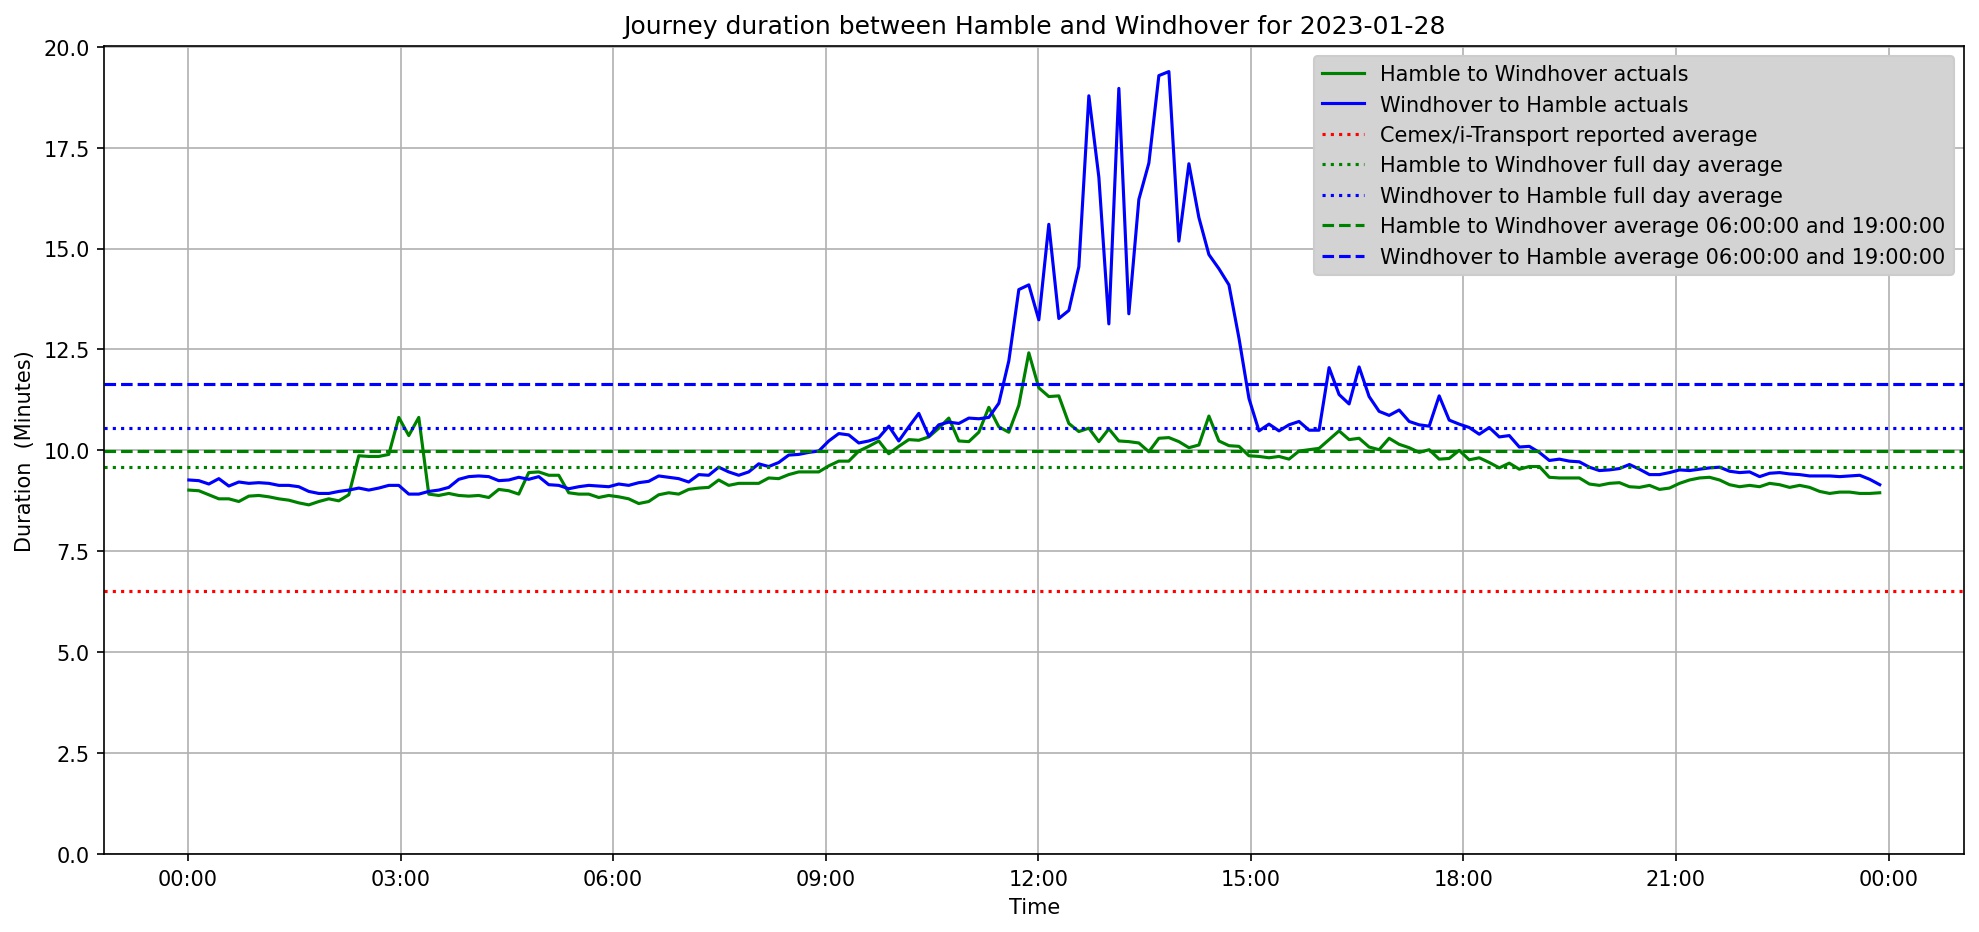 Journey duration between Hamble and Windhover for 2023-01-28
20.0
17.5
15.0
12.5
10.0
7.5
5.0
2.5
0.0
Duration (Minutes)
Hamble to Windhover actuals
Windhover to Hamble actuals
Cemex/i-Transport reported average
Hamble to Windhover full day average
Windhover to Hamble full day average
Hamble to Windhover average 06:00:00 and 19:00:00
Windhover to Hamble average 06:00:00 and 19:00:00
00:00 03:00 06:00 09:00 12:00 15:00 18:00 21:00 00:00
Time